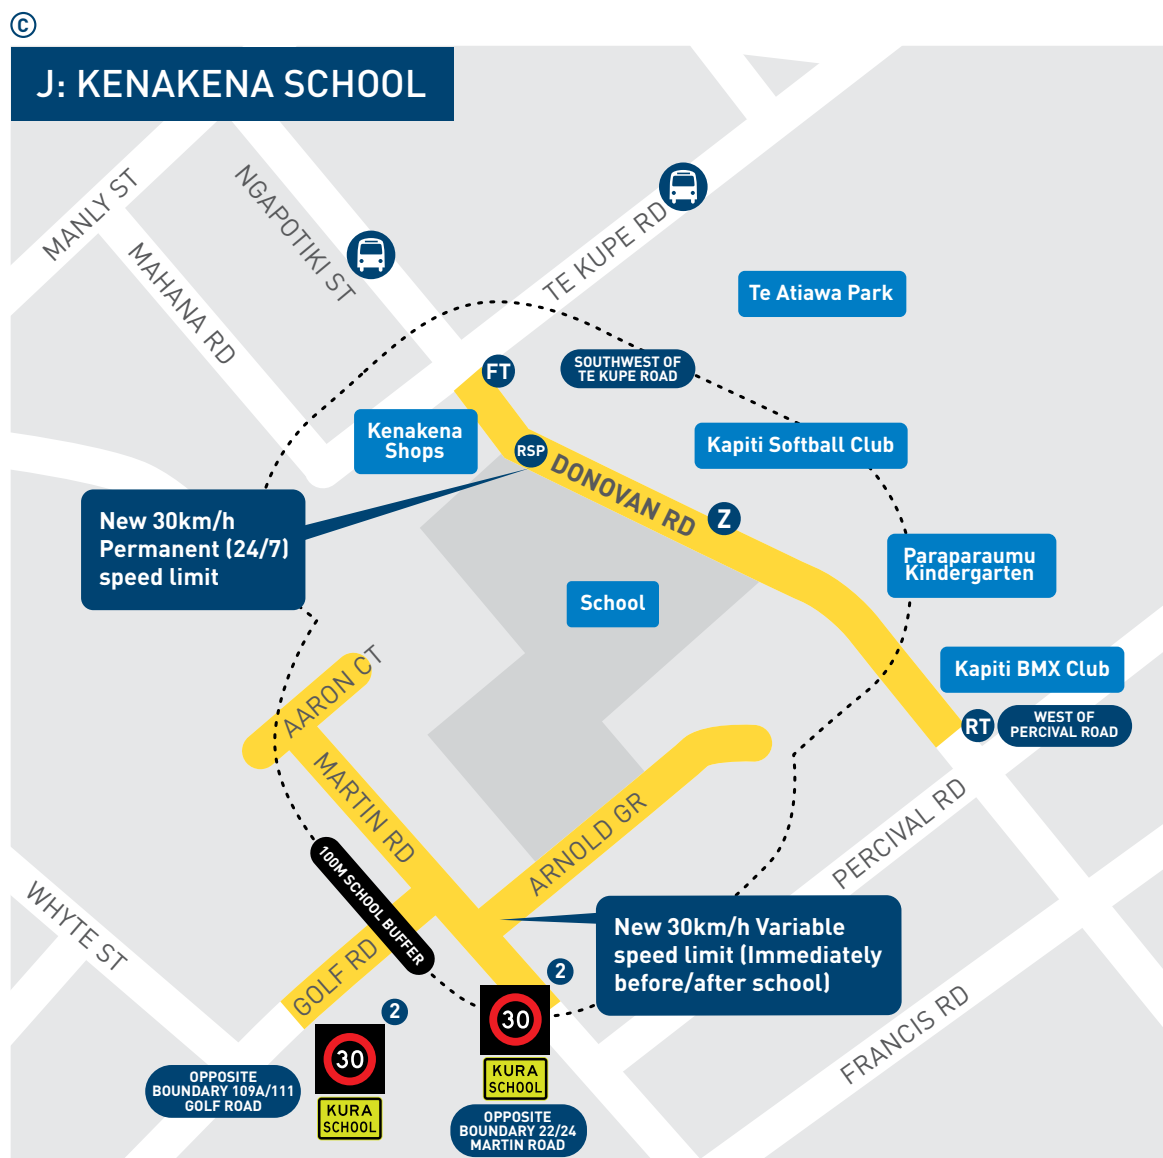 ©
J: KENAKENA SCHOOL
MANLY ST
NGAPOTIKI ST
MAHANA RD
TE KUPE RD
Te Atiawa Park
FT
SOUTHWEST OF
TE KUPE ROAD
Kenakena
Shops
RSP
DONOVAN RD
Kapiti Softball Club
Z
New 30km/h
Permanent (24/7)
speed limit
Paraparaumu
Kindergarten
School
Kapiti BMX Club
AARON CT
RT
WEST OF
PERCIVAL ROAD
MARTIN RD
ARNOLD GR
PERCIVAL RD
100M SCHOOL BUFFER
WHYTE ST
GOLF RD
New 30km/h Variable
speed limit (Immediately
before/after school)
2
30
KURA
SCHOOL
2
30
KURA
SCHOOL
FRANCIS RD
OPPOSITE
BOUNDARY 109A/111
GOLF ROAD
OPPOSITE
BOUNDARY 22/24
MARTIN ROAD